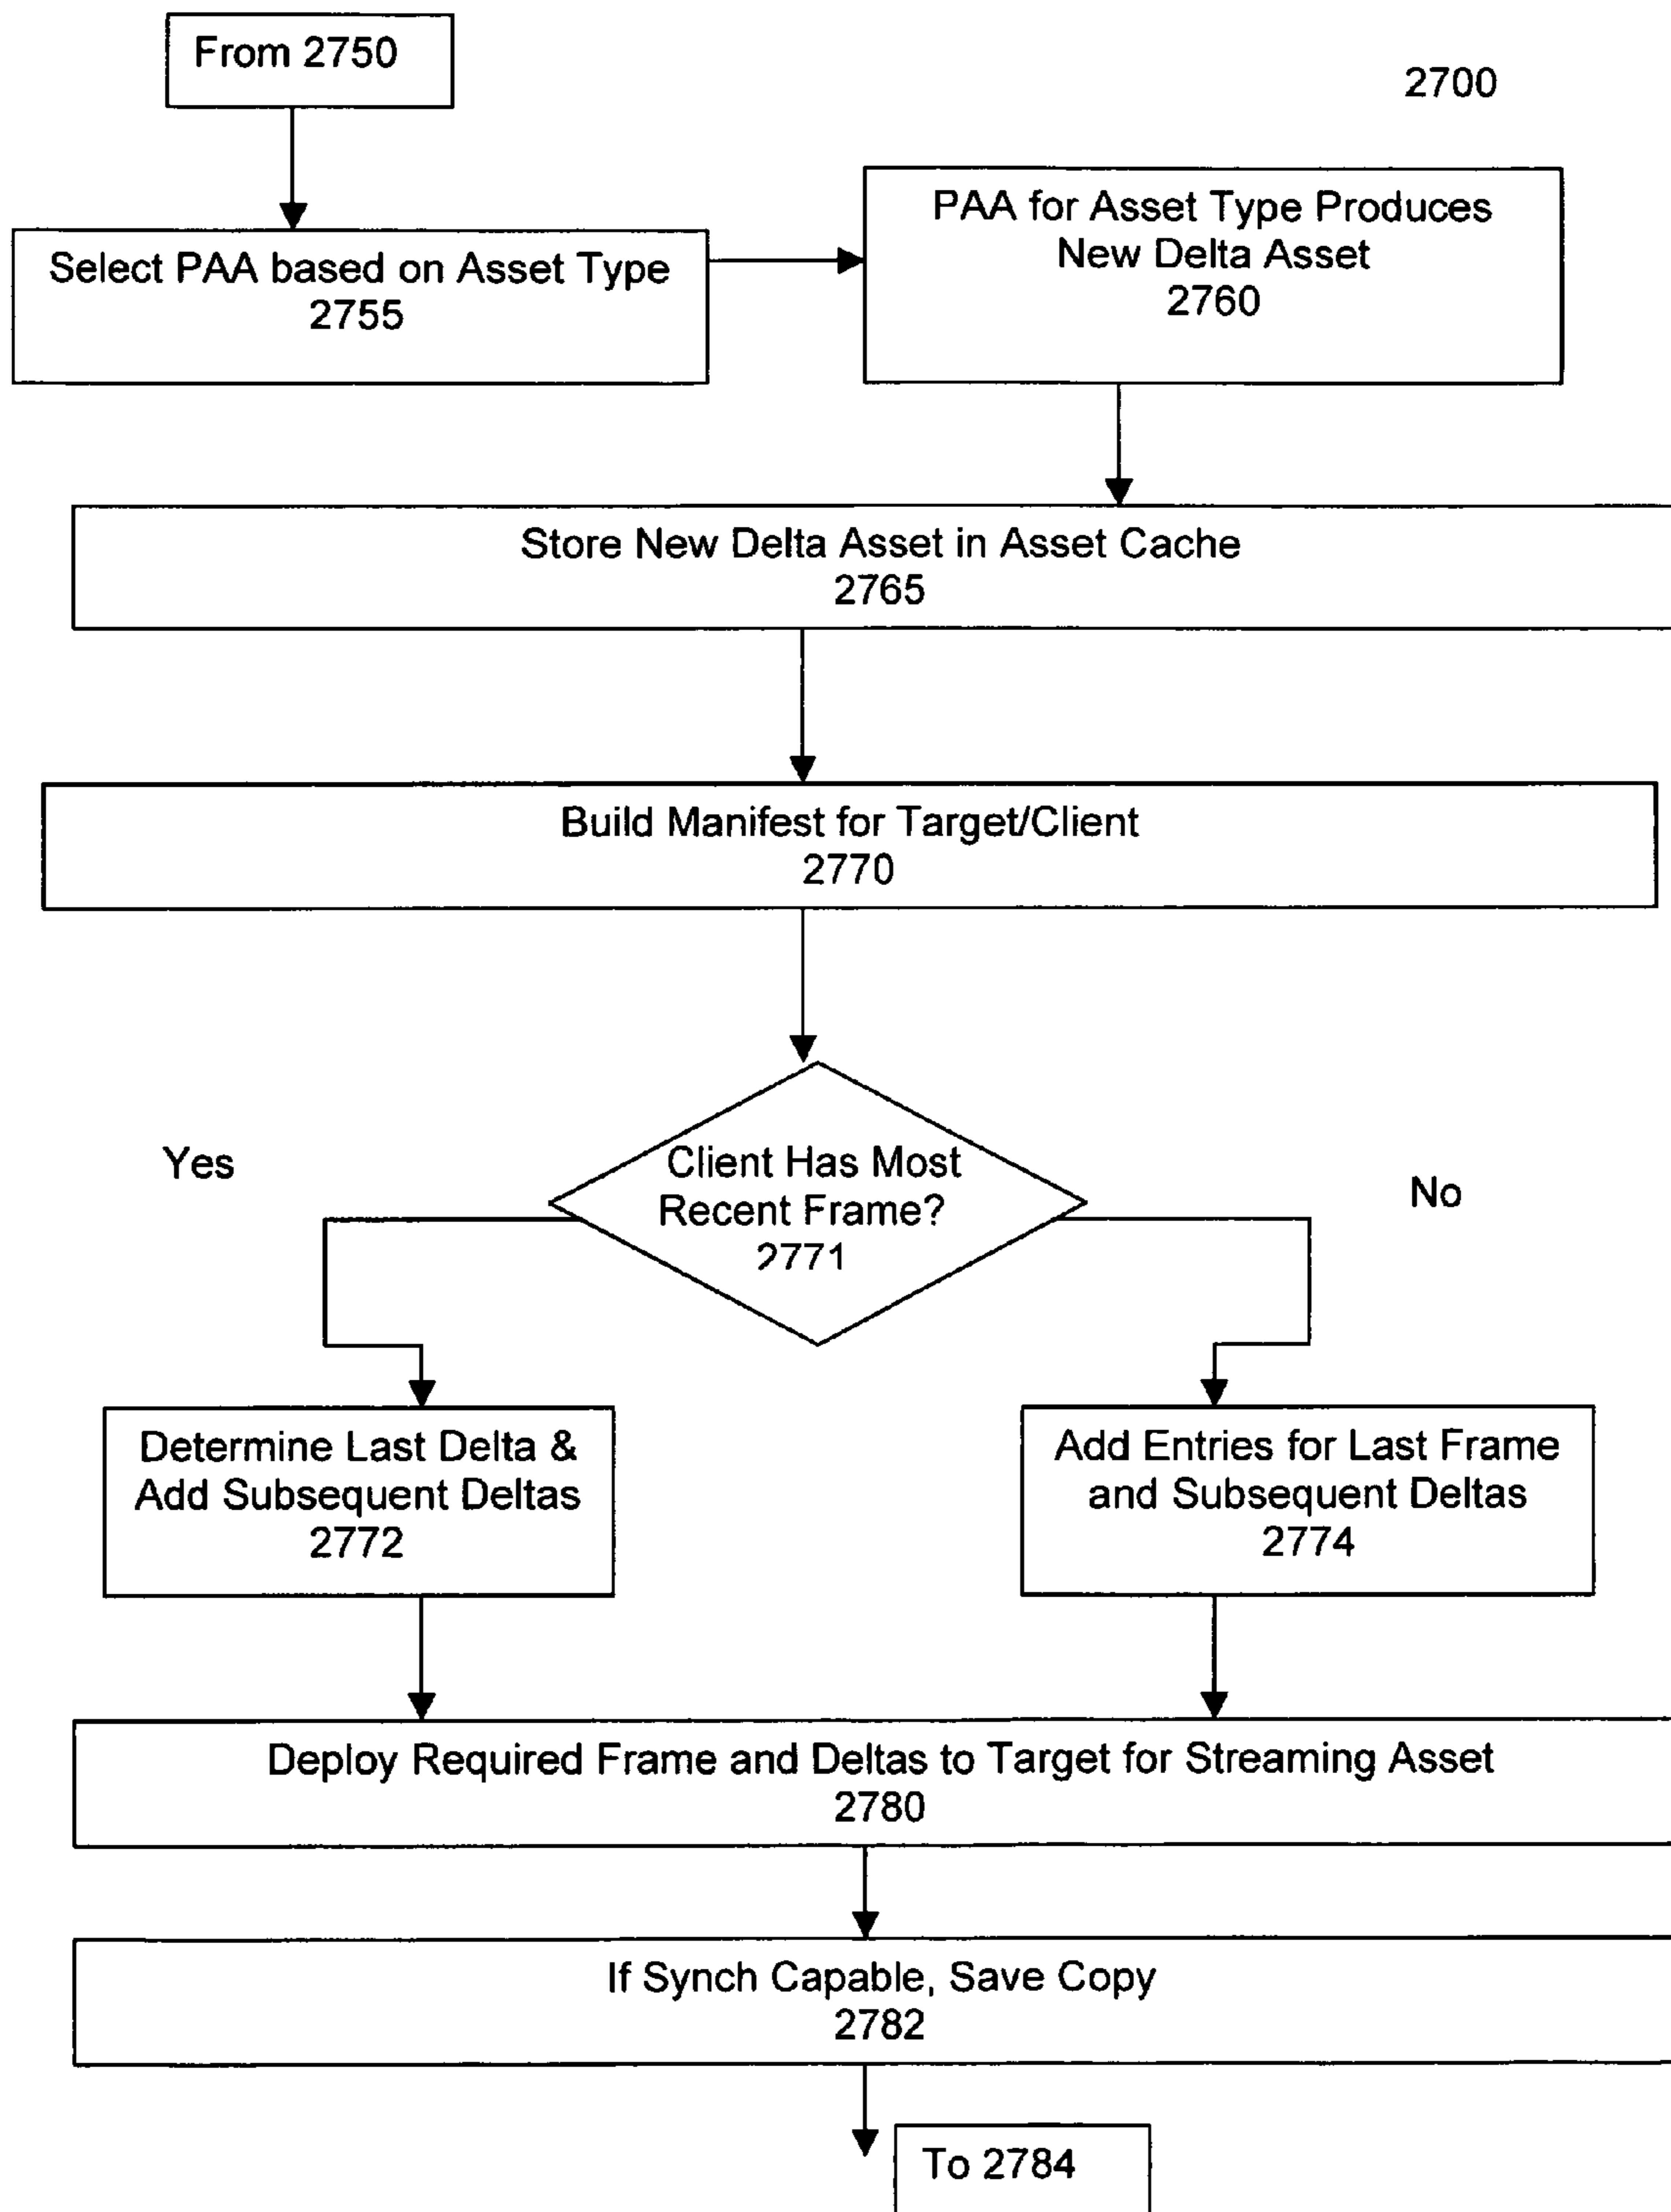 From 2750
2700
Select PAA based on Asset Type
2755
PAA for Asset Type Produces
New Delta Asset
2760
Store New Delta Asset in Asset Cache
2765
Build Manifest for Target/Client
2770
Client Has Most
Recent Frame?
2771
Yes
No
Determine Last Delta &
Add Subsequent Deltas
2772
Add Entries for Last Frame
and Subsequent Deltas
2774
Deploy Required Frame and Deltas to Target for Streaming Asset
2780
If Synch Capable, Save Copy
2782
To 2784